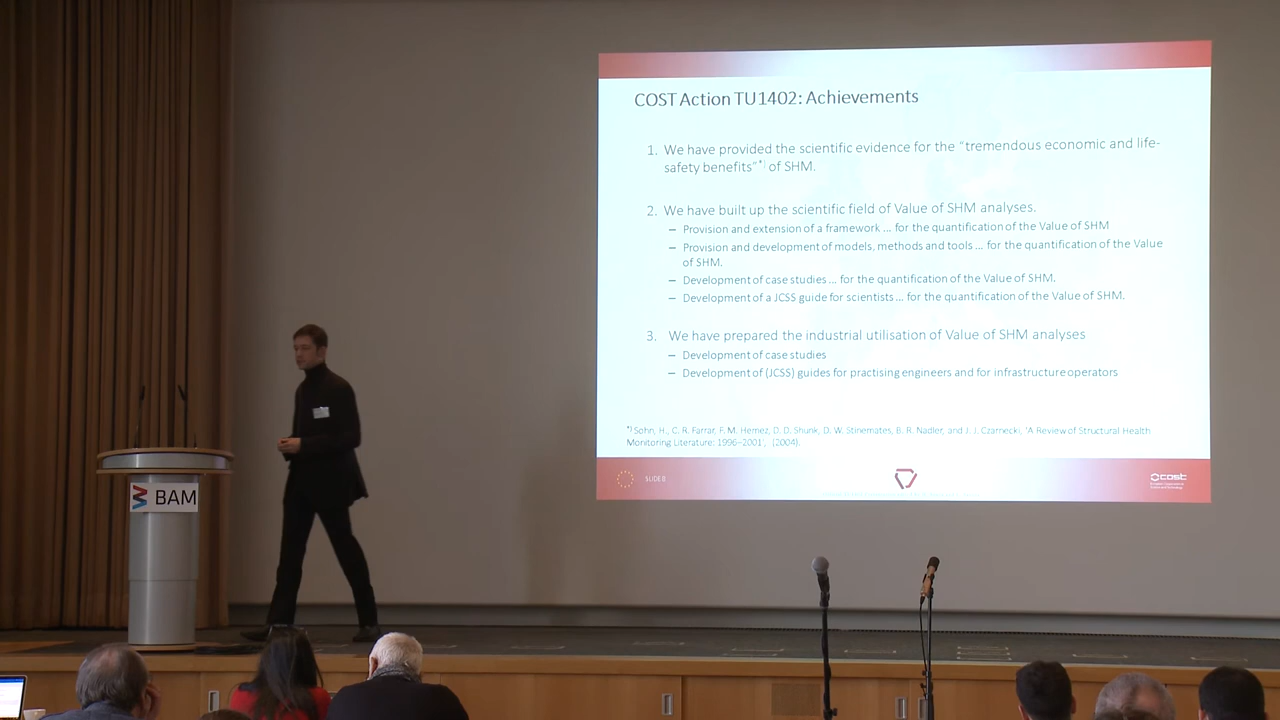 COST Action TU1402: Achievements
1. We have provided the scientific evidence for the "tremendous economic and life-
safety benefits"*) of SHM.
2. We have built up the scientific field of Value of SHM analyses.
– Provision and extension of a framework ... for the quantification of the Value of SHM
– Provision and development of models, methods and tools ... for the quantification of the Value
of SHM.
– Development of case studies ... for the quantification of the Value of SHM.
– Development of a JCSS guide for scientists ... for the quantification of the Value of SHM.
3. We have prepared the industrial utilisation of Value of SHM analyses
– Development of case studies
– Development of (JCSS) guides for practising engineers and for infrastructure operators
*) Sohn, H., C. R. Farrar, F. M. Hemez, D. D. Shunk, D. W. Stinemates, B. R. Nadler, and J. J. Czarnecki, 'A Review of Structural Health
Monitoring Literature: 1996–2001', (2004).
SLIDE 8
cost
BAM